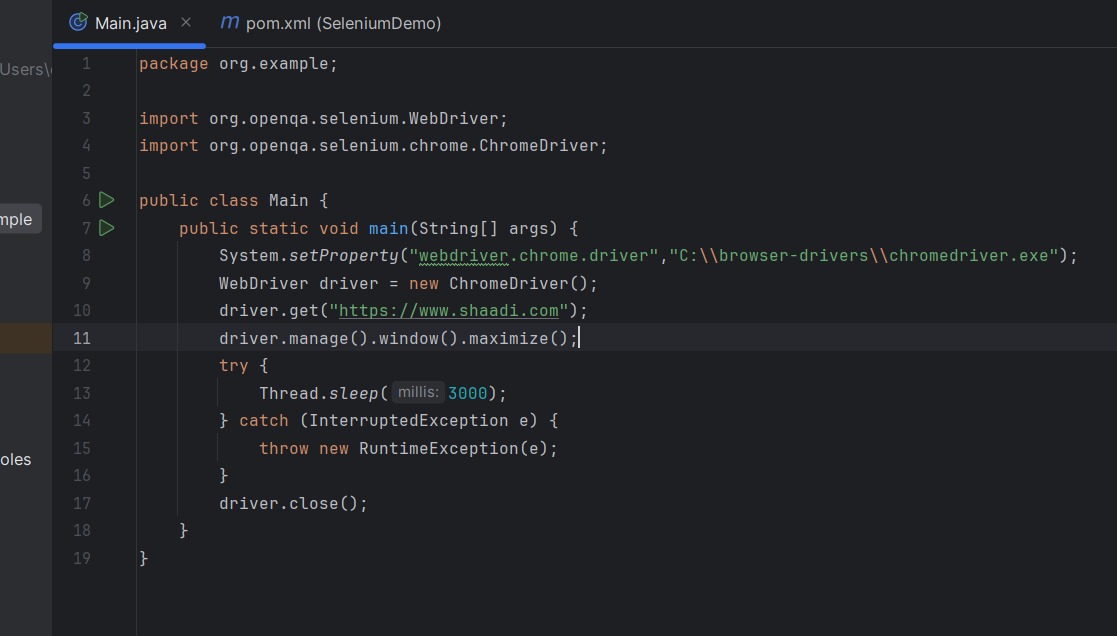 Main.java
m pom.xml (SeleniumDemo)
Users\
mple
oles
1 package org.example;
2
3 import org.openqa.selenium.WebDriver;
4 import org.openqa.selenium.chrome.ChromeDriver;
5
6 public class Main {
7 public static void main(String[] args) {
8 System.setProperty("webdriver.chrome.driver","C:\\browser-drivers\\chromedriver.exe");
9 WebDriver driver = new ChromeDriver();
10 driver.get("https://www.shaadi.com");
11 driver.manage().window().maximize();
12 try {
13 Thread.sleep( millis: 3000);
14 } catch (InterruptedException e) {
15 throw new RuntimeException(e);
16 }
17 driver.close();
18 }
19 }